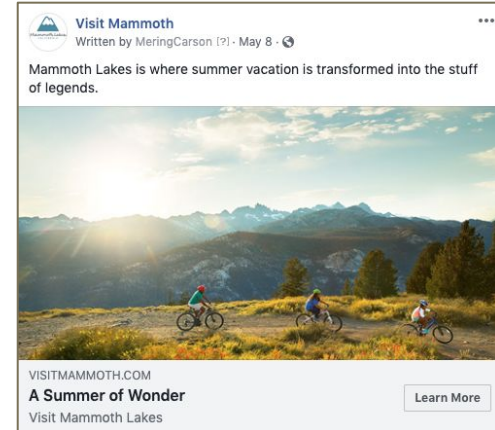 Visit Mammoth
Written by MeringCarson [?] · May 8 ·
Mammoth Lakes is where summer vacation is transformed into the stuff
of legends.
VISITMAMMOTH.COM
A Summer of Wonder
Learn More
Visit Mammoth Lakes